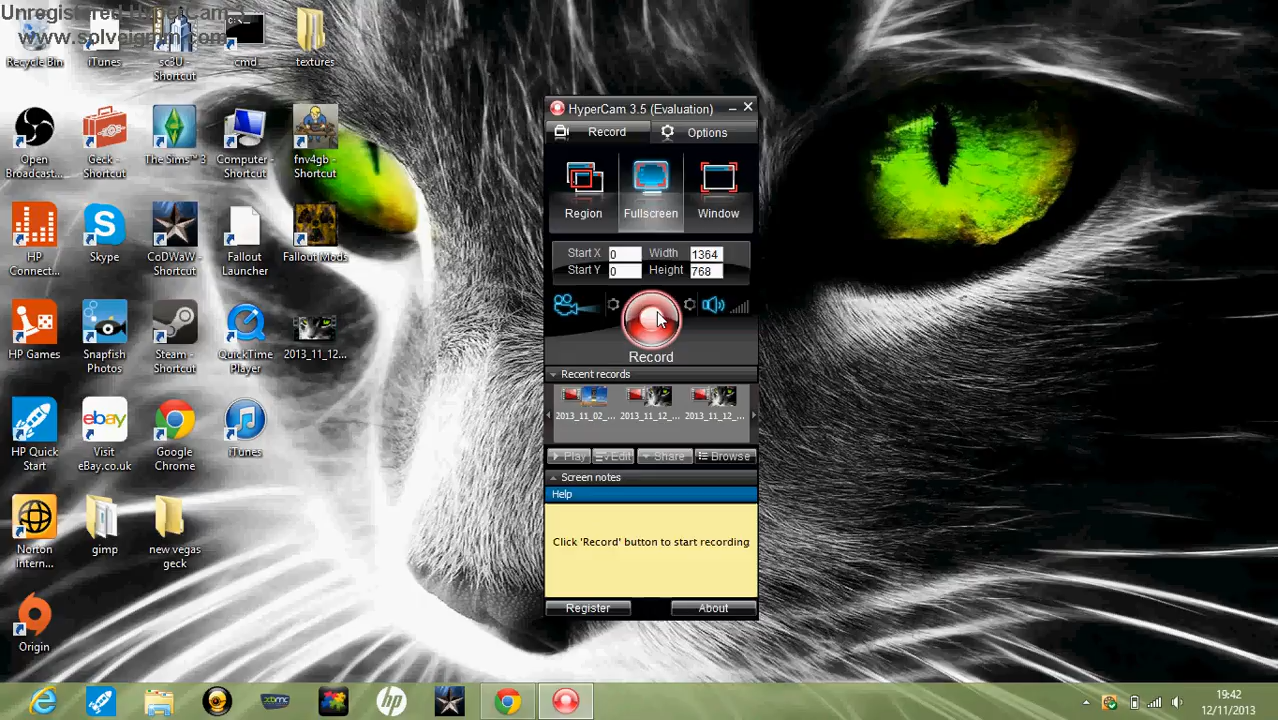 Unregistered HyperCam 3
www.solveigmm.com
Recycle Bin
iTunes
sc3U -
Shortcut
cmd
textures
Open
Broadcast...
Geck -
Shortcut
The Sims™ 3
Computer -
Shortcut
fnv4gb -
Shortcut
HP
Connect...
Skype
CoDWaW -
Shortcut
Fallout
Launcher
Fallout Mods
HP Games
Snapfish
Photos
Steam -
Shortcut
QuickTime
Player
2013_11_12...
HP Quick
Start
ebay
Visit
eBay.co.uk
Google
Chrome
iTunes
Norton
Intern...
gimp
new vegas
geck
Origin
HyperCam 3.5 (Evaluation)
Record
Options
Region
Fullscreen
Window
Start X 0 Width 1364
Start Y 0 Height 768
Record
Recent records
2013_11_02_...
2013_11_12_...
2013_11_12_...
Play
Edit
Share
Browse
Screen notes
Help
Click 'Record' button to start recording
Register
About
xbmc
hp
19:42
12/11/2013